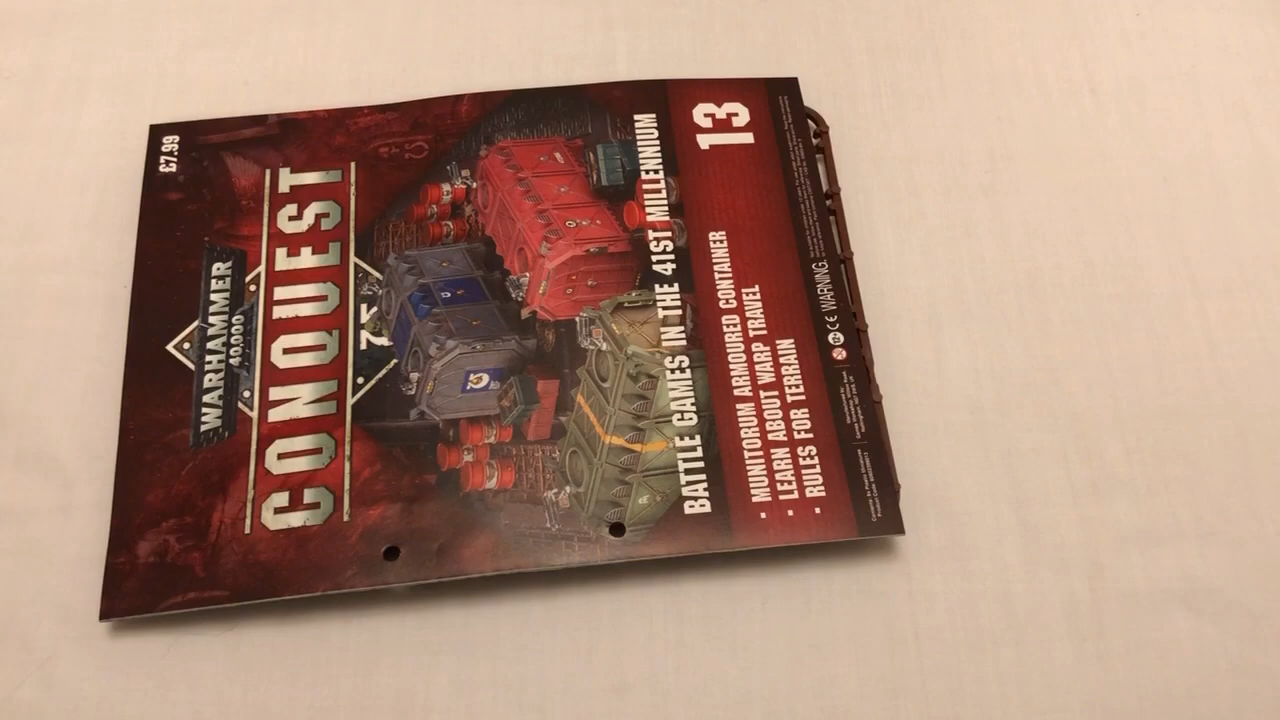 £7.99
WARHAMMER
40,000
CONQUEST
BATTLE GAMES IN THE 41ST MILLENNIUM
13
· MUNITORUM ARMOURED CONTAINER
· LEARN ABOUT WARP TRAVEL
· RULES FOR TERRAIN
CE WARNING.